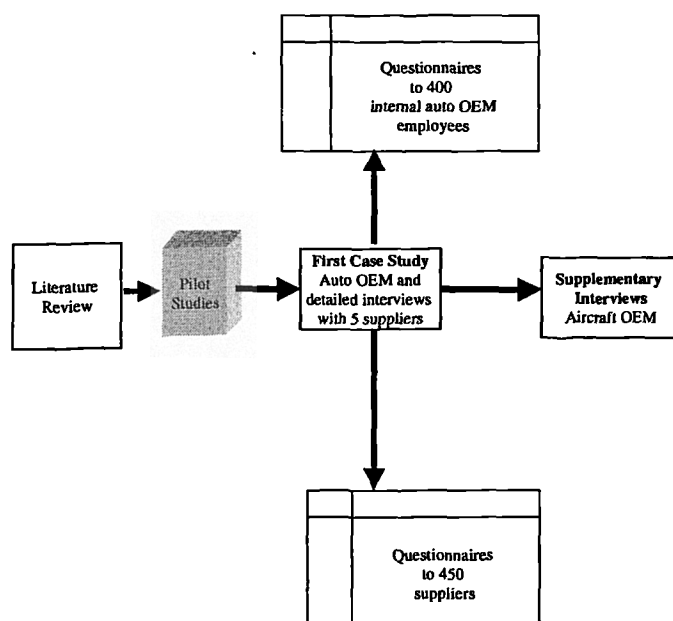 Questionnaires
to 400
internal auto OEM
employees
Literature
Review
Pilot
Studies
First Case Study
Auto OEM and
detailed interviews
with 5 suppliers
Supplementary
Interviews
Aircraft OEM
Questionnaires
to 450
suppliers